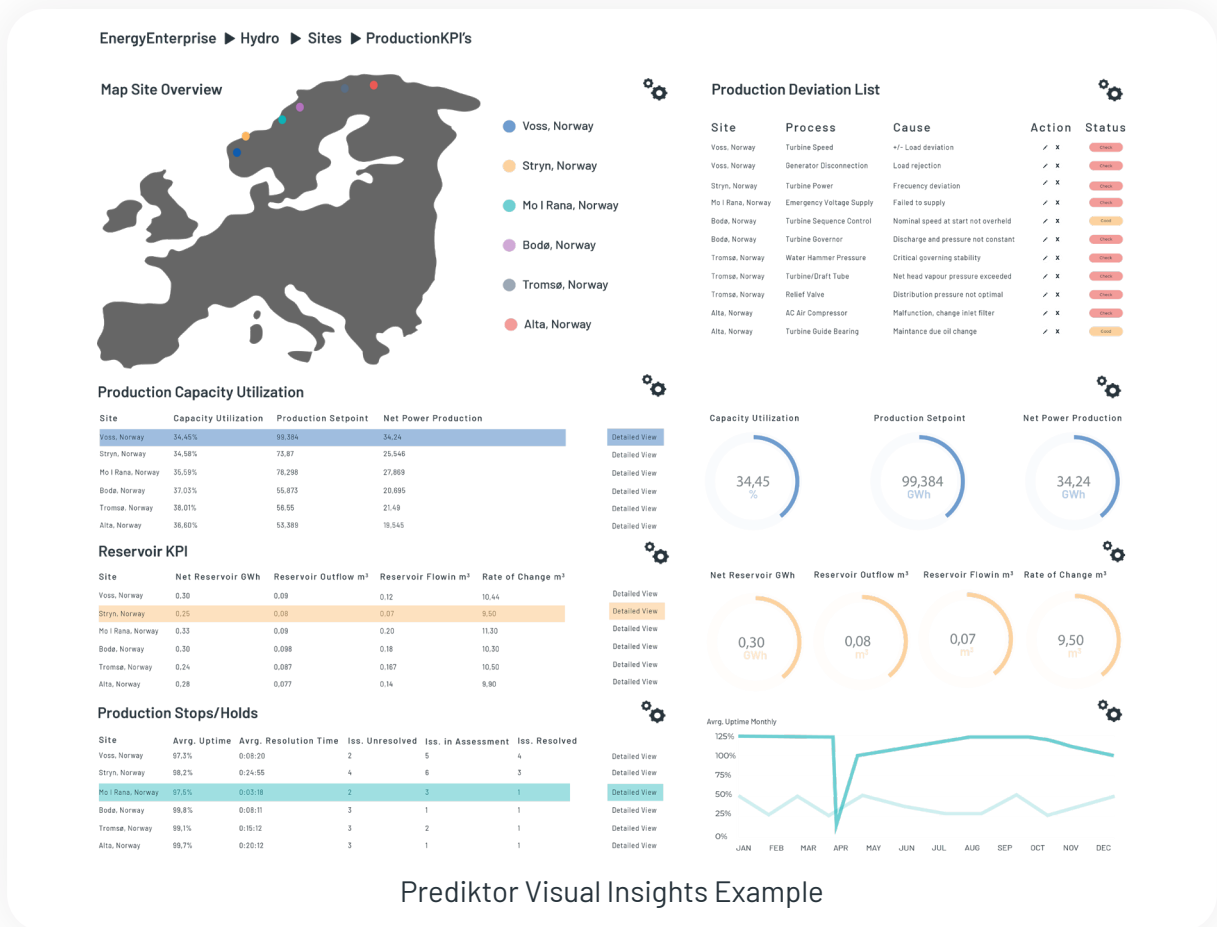 EnergyEnterprise ▶ Hydro ▶ Sites ▶ ProductionKPI's
Map Site Overview
Voss, Norway
Stryn, Norway
Mo I Rana, Norway
Bodø, Norway
Tromsø, Norway
Alta, Norway
Production Deviation List
Site Process Cause Action Status
Voss, Norway Turbine Speed +/- Load deviation x Check
Voss, Norway Generator Disconnection Load rejection x Check
Stryn, Norway Turbine Power Frecuency deviation x Check
Mo I Rana, Norway Emergency Voltage Supply Failed to supply x Check
Bodø, Norway Turbine Sequence Control Nominal speed at start not overheld x Good
Bodø, Norway Turbine Governor Discharge and pressure not constant x Check
Tromsø, Norway Water Hammer Pressure Critical governing stability x Check
Tromsø, Norway Turbine/Draft Tube Net head vapour pressure exceeded x Check
Tromsø, Norway Relief Valve Distribution pressure not optimal x Check
Alta, Norway AC Air Compressor Malfunction, change inlet filter x Check
Alta, Norway Turbine Guide Bearing Maintance due oil change x Good
Production Capacity Utilization
Site Capacity Utilization Production Setpoint Net Power Production
Voss, Norway 34,45% 99,384 34,24 Detailed View
Stryn, Norway 34,58% 73,87 25,546 Detailed View
Mo I Rana, Norway 35,59% 78,298 27,869 Detailed View
Bodø, Norway 37,03% 55,873 20,695 Detailed View
Tromsø, Norway 38,01% 56,55 21,49 Detailed View
Alta, Norway 36,60% 53,389 19,545 Detailed View
Capacity Utilization Production Setpoint Net Power Production
34,45 99,384 34,24
% GWh GWh
Reservoir KPI
Site Net Reservoir GWh Reservoir Outflow m³ Reservoir Flowin m³ Rate of Change m³
Voss, Norway 0,30 0,09 0,12 10,44 Detailed View
Stryn, Norway 0,25 0,08 0,07 9,50 Detailed View
Mo I Rana, Norway 0,33 0,09 0,20 11,30 Detailed View
Bodø, Norway 0,30 0,098 0,18 10,30 Detailed View
Tromsø, Norway 0,24 0,087 0,167 10,50 Detailed View
Alta, Norway 0,28 0,077 0,14 9,90 Detailed View
Net Reservoir GWh Reservoir Outflow m³ Reservoir Flowin m³ Rate of Change m³
0,30 0,08 0,07 9,50
GWh m³ m³ m³
Production Stops/Holds
Site Avrg. Uptime Avrg. Resolution Time Iss. Unresolved Iss. in Assessment Iss. Resolved
Voss, Norway 97,3% 0:08:20 2 5 4 Detailed View
Stryn, Norway 98,2% 0:24:55 4 6 3 Detailed View
Mo I Rana, Norway 97,5% 0:03:18 2 3 1 Detailed View
Bodø, Norway 99,8% 0:08:11 3 1 1 Detailed View
Tromsø, Norway 99,1% 0:15:12 3 2 1 Detailed View
Alta, Norway 99,7% 0:20:12 3 1 1 Detailed View
Avrg. Uptime Monthly
125%
100%
75%
50%
25%
0%
JAN FEB MAR APR MAY JUN JUL AUG SEP OCT NOV DEC
Prediktor Visual Insights Example